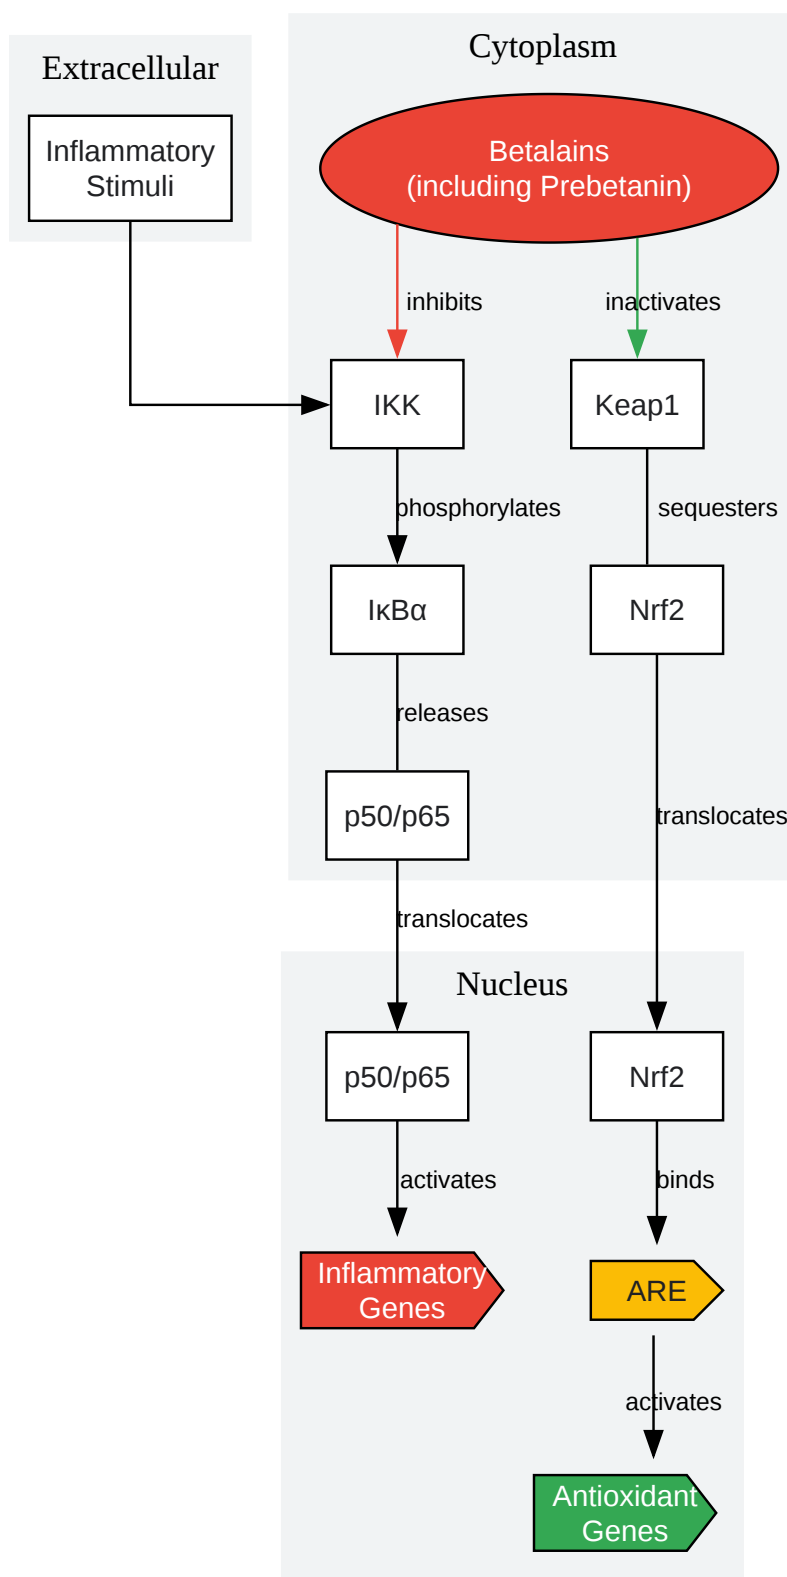 Extracellular
Cytoplasm
Inflammatory
Stimuli
Betalains
(including Prebetanin)
inhibits
inactivates
IKK
Keap1
phosphorylates
sequesters
IκBα
Nrf2
releases
p50/p65
translocates
translocates
Nucleus
p50/p65
Nrf2
activates
binds
Inflammatory
Genes
ARE
activates
Antioxidant
Genes